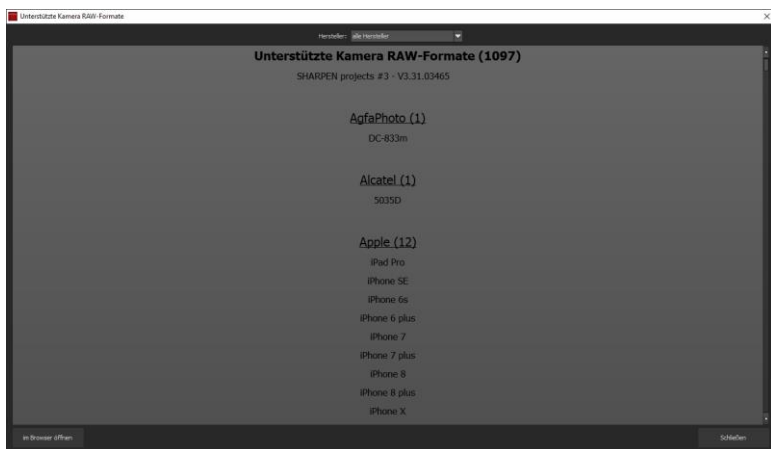 Unterstützte Kamera RAW-Formate
Hersteller: alle Hersteller
Unterstützte Kamera RAW-Formate (1097)
SHARPEN projects #3 - V3.31.03465
AgfaPhoto (1)
DC-833m
Alcatel (1)
5035D
Apple (12)
iPad Pro
iPhone SE
iPhone 6s
iPhone 6 plus
iPhone 7
iPhone 7 plus
iPhone 8
iPhone 8 plus
iPhone X
im Browser öffnen
Schließen